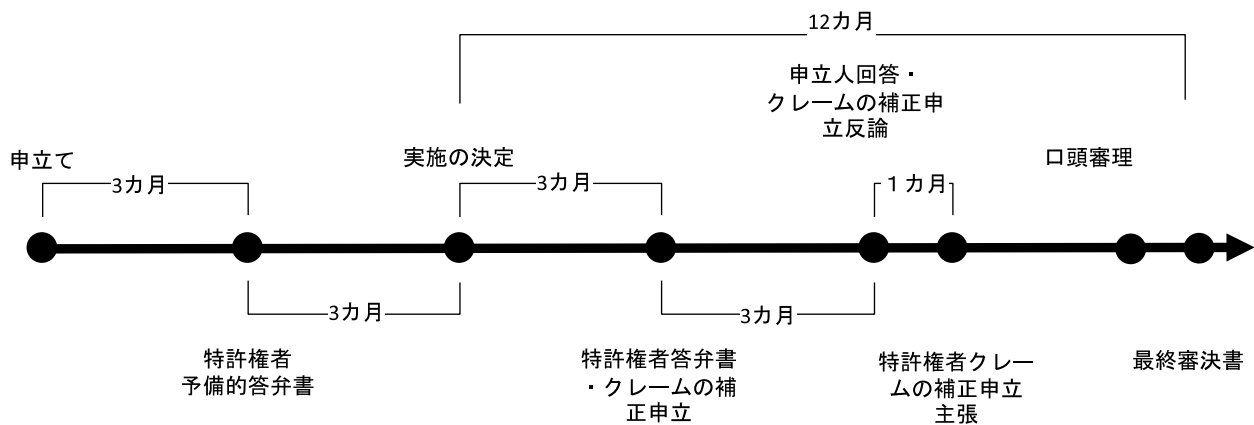 12カ月
申立人回答・
クレームの補正申
立反論
申立て
実施の決定
口頭審理
3カ月
3カ月
１カ月
3カ月
3カ月
特許権者
予備的答弁書
特許権者答弁書
・クレームの補
正申立
特許権者クレー
ムの補正申立
主張
最終審決書